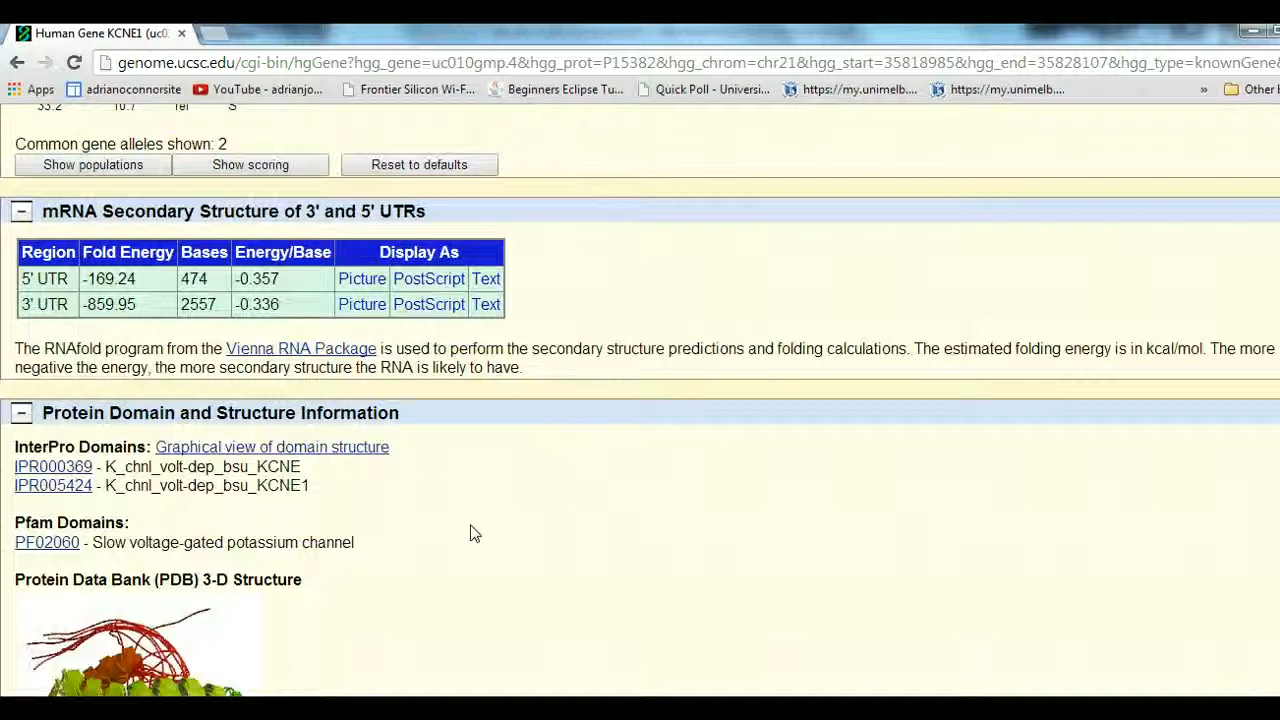 Human Gene KCNE1 (uc0
genome.ucsc.edu/cgi-bin/hgGene?hgg_gene=uc010gmp.4&hgg_prot=P15382&hgg_chrom=chr21&hgg_start=35818985&hgg_end=35828107&hgg_type=knownGene&
Apps adrianoconnorsite YouTube - adrianjo... Frontier Silicon Wi-F... Beginners Eclipse Tu... Quick Poll - Universi... https://my.unimelb... https://my.unimelb... » Other
33.2 10.7 rel S
Common gene alleles shown: 2
Show populations Show scoring Reset to defaults
− mRNA Secondary Structure of 3' and 5' UTRs
Region Fold Energy Bases Energy/Base Display As
5' UTR -169.24 474 -0.357 Picture PostScript Text
3' UTR -859.95 2557 -0.336 Picture PostScript Text
The RNAfold program from the Vienna RNA Package is used to perform the secondary structure predictions and folding calculations. The estimated folding energy is in kcal/mol. The more
negative the energy, the more secondary structure the RNA is likely to have.
− Protein Domain and Structure Information
InterPro Domains: Graphical view of domain structure
IPR000369 - K_chnl_volt-dep_bsu_KCNE
IPR005424 - K_chnl_volt-dep_bsu_KCNE1
Pfam Domains:
PF02060 - Slow voltage-gated potassium channel
Protein Data Bank (PDB) 3-D Structure